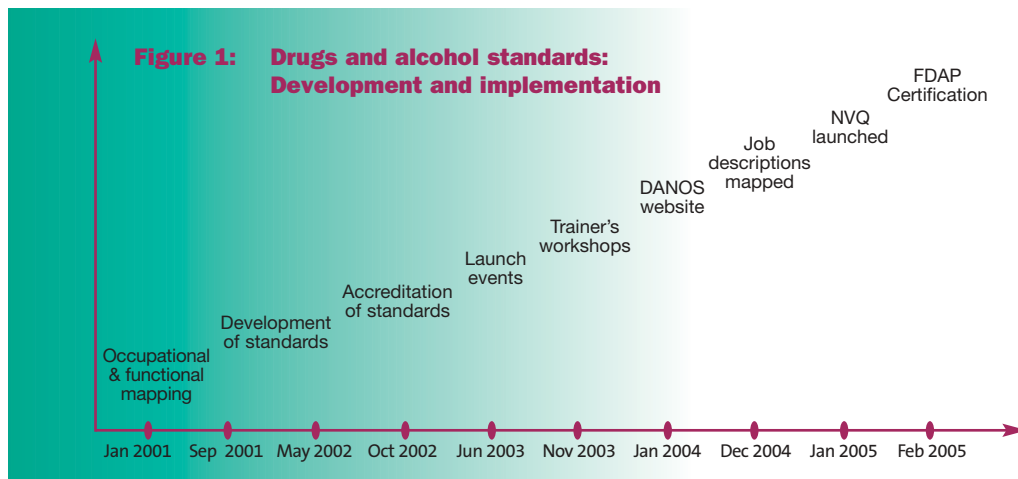 Figure 1: Drugs and alcohol standards:
Development and implementation
FDAP
Certification
NVQ
launched
Job
descriptions
mapped
DANOS
website
Trainer's
workshops
Launch
events
Accreditation
of standards
Development
of standards
Occupational
& functional
mapping
Jan 2001 Sep 2001 May 2002 Oct 2002 Jun 2003 Nov 2003 Jan 2004 Dec 2004 Jan 2005 Feb 2005